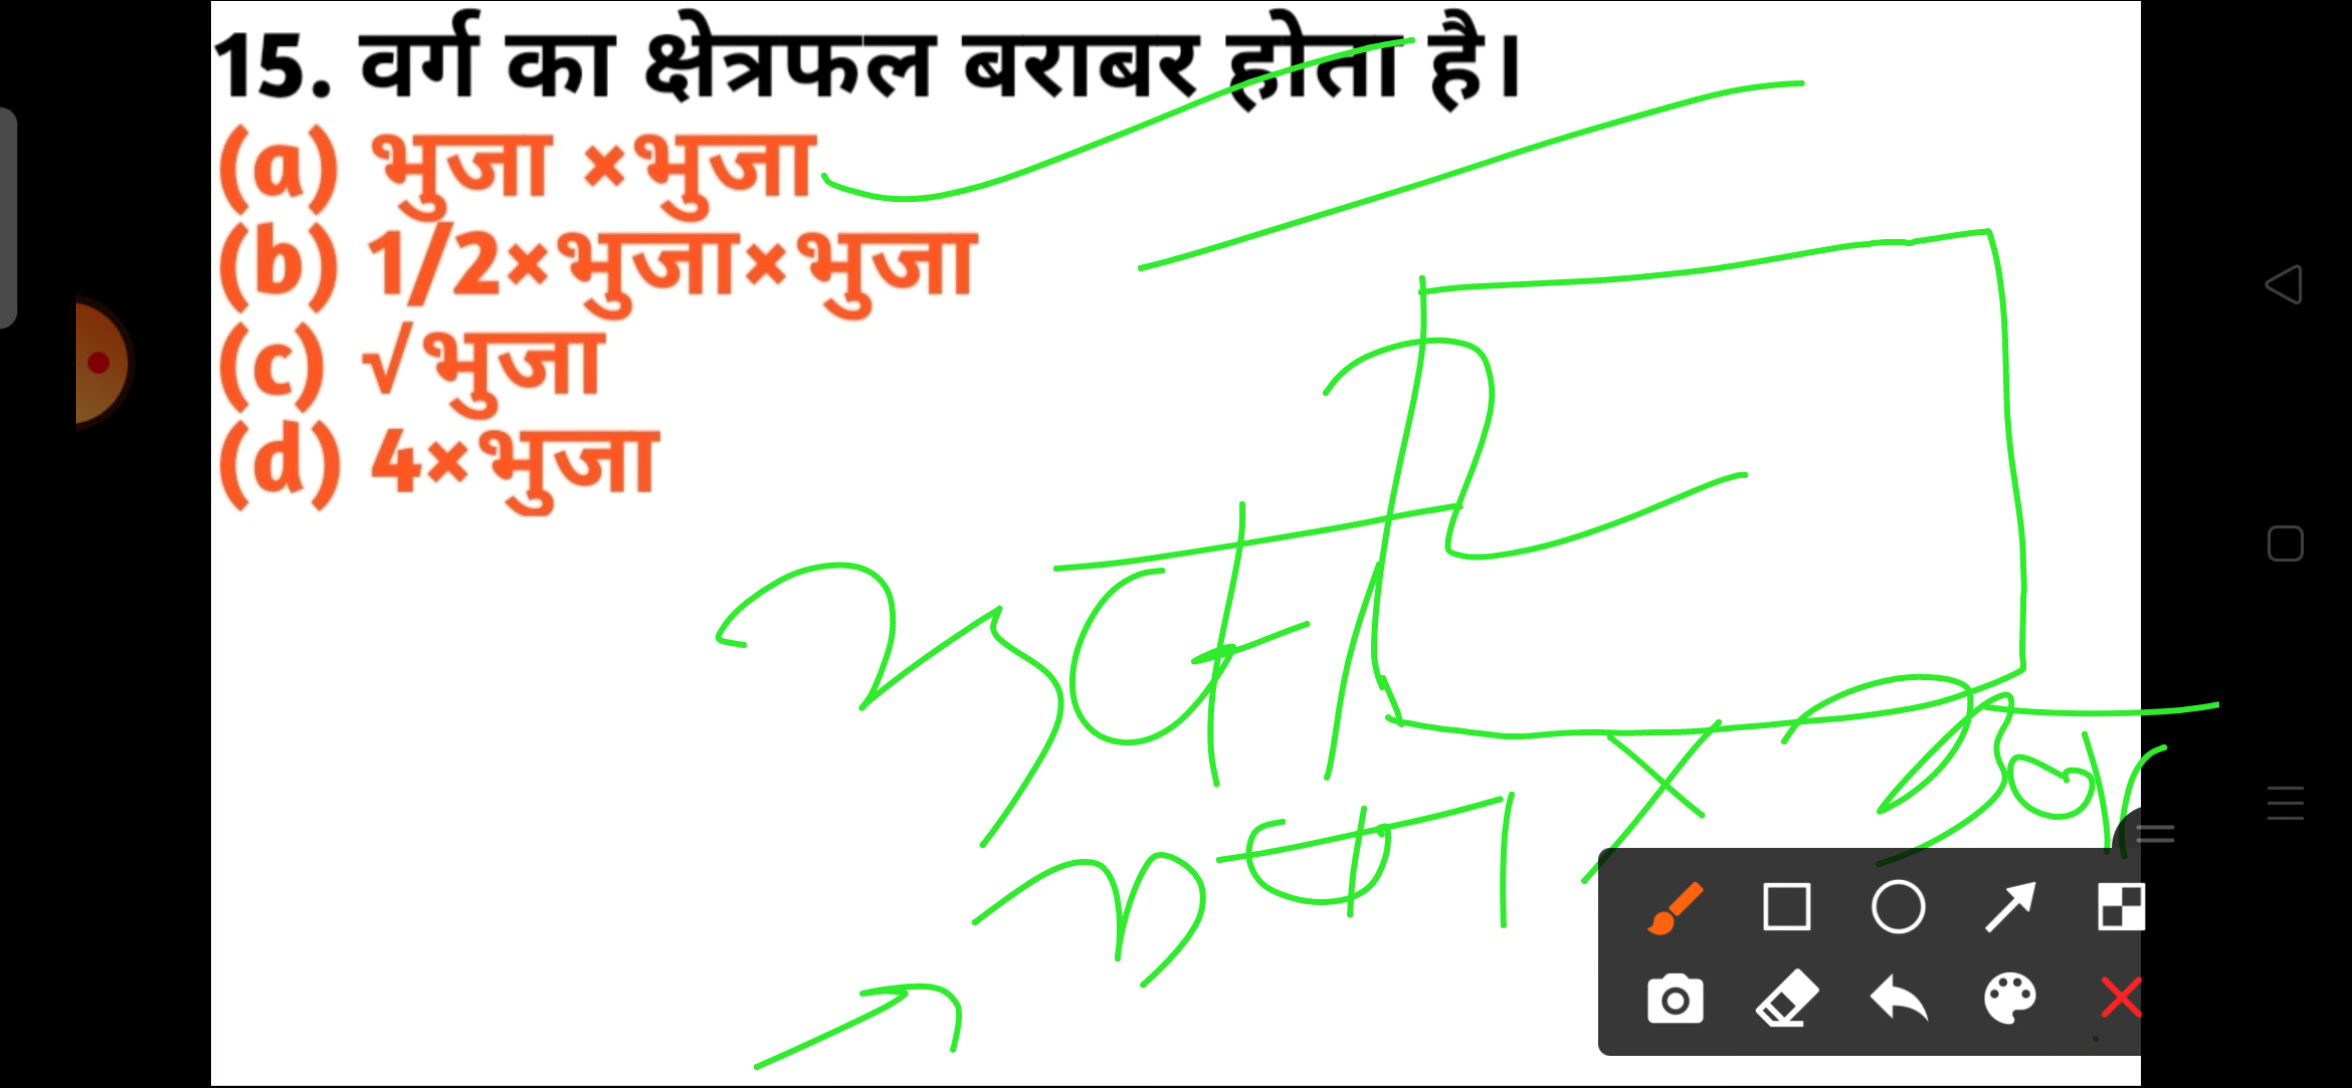 15. वर्ग का क्षेत्रफल बराबर होता है।
(a) भुजा ×भुजा
(b) 1/2×भुजा×भुजा
(c) √भुजा
(d) 4×भुजा